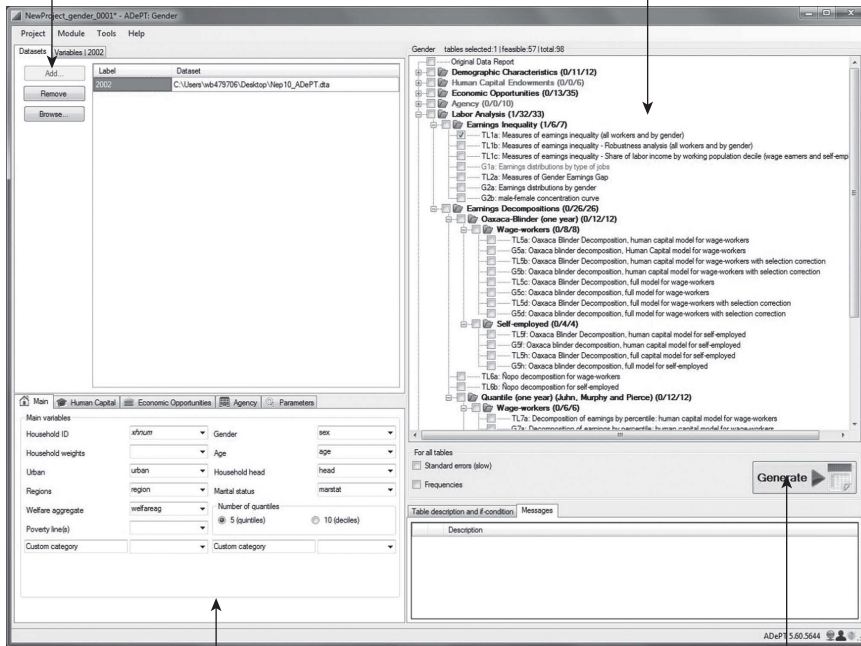 NewProject_gender_0001* - ADePT: Gender
Project Module Tools Help
Datasets Variables | 2002
Add...
Remove
Browse...
Label Dataset
2002 C:\Users\wb479706\Desktop\Nep10_ADePT.dta
Gender tables selected:1 | feasible:57 | total:98
Original Data Report
Demographic Characteristics (0/11/12)
Human Capital Endowments (0/0/6)
Economic Opportunities (0/13/35)
Agency (0/0/10)
Labor Analysis (1/32/33)
Earnings Inequality (1/6/7)
TL1a: Measures of earnings inequality (all workers and by gender)
TL1b: Measures of earnings inequality - Robustness analysis (all workers and by gender)
TL1c: Measures of earnings inequality - Share of labor income by working population decile (wage earners and self-emp
G1a: Earnings distributions by type of jobs
TL2a: Measures of Gender Earnings Gap
G2a: Earnings distributions by gender
G2b: male-female concentration curve
Earnings Decompositions (0/26/26)
Oaxaca-Blinder (one year) (0/12/12)
Wage-workers (0/8/8)
TL5a: Oaxaca Blinder Decomposition, human capital model for wage-workers
G5a: Oaxaca blinder decomposition, Human Capital model for wage-workers
TL5b: Oaxaca Blinder Decomposition, human capital model for wage-workers with selection correction
G5b: Oaxaca blinder decomposition, human capital model for wage-workers with selection correction
TL5c: Oaxaca Blinder Decomposition, full model for wage-workers
G5c: Oaxaca blinder decomposition, full model for wage-workers
TL5d: Oaxaca Blinder Decomposition, full model for wage-workers with selection correction
G5d: Oaxaca blinder decomposition, full model for wage-workers with selection correction
Self-employed (0/4/4)
TL5f: Oaxaca Blinder Decomposition, human capital model for self-employed
G5f: Oaxaca blinder decomposition, human capital model for self-employed
TL5h: Oaxaca Blinder Decomposition, full capital model for self-employed
G5h: Oaxaca blinder decomposition, full model for self-employed
TL6a: Ñopo decomposition for wage-workers
TL6b: Ñopo decomposition for self-employed
Quantile (one year) (Juhn, Murphy and Pierce) (0/12/12)
Wage-workers (0/6/6)
TL7a: Decomposition of earnings by percentile: human capital model for wage-workers
G7a: Decomposition of earnings by percentile: human capital model for wage-workers
Main Human Capital Economic Opportunities Agency Parameters
Main variables
Household ID xhnum Gender sex
Household weights Age age
Urban urban Household head head
Regions region Marital status marstat
Welfare aggregate welfareag Number of quantiles
Poverty line(s) 5 (quintiles) 10 (deciles)
Custom category Custom category
For all tables
Standard errors (slow)
Frequencies
Generate
Table description and if-condition Messages
Description
ADePT 5.60.5644